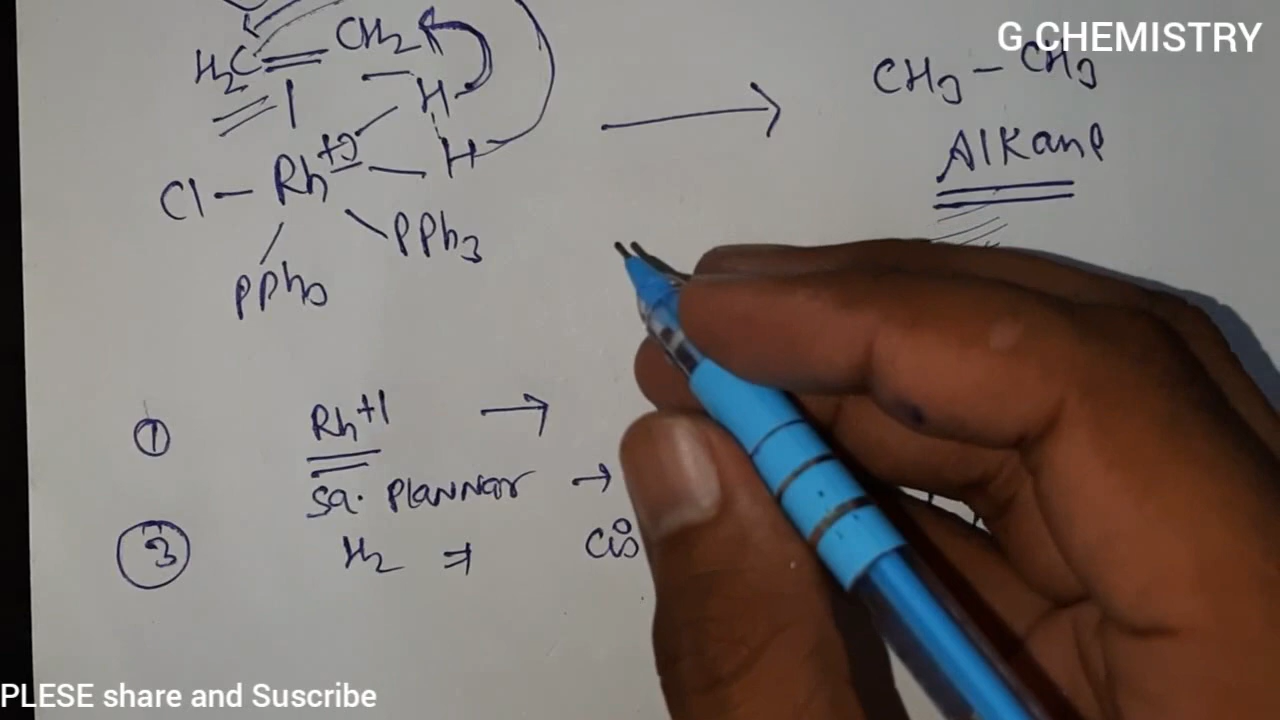 G CHEMISTRY
H2C = CH2
H
H
Cl - Rh+3
PPh3
PPh3
CH3 - CH3
Alkane
① Rh+1 →
sq. Plannar →
③ H2 ⇒ Cis
PLESE share and Suscribe